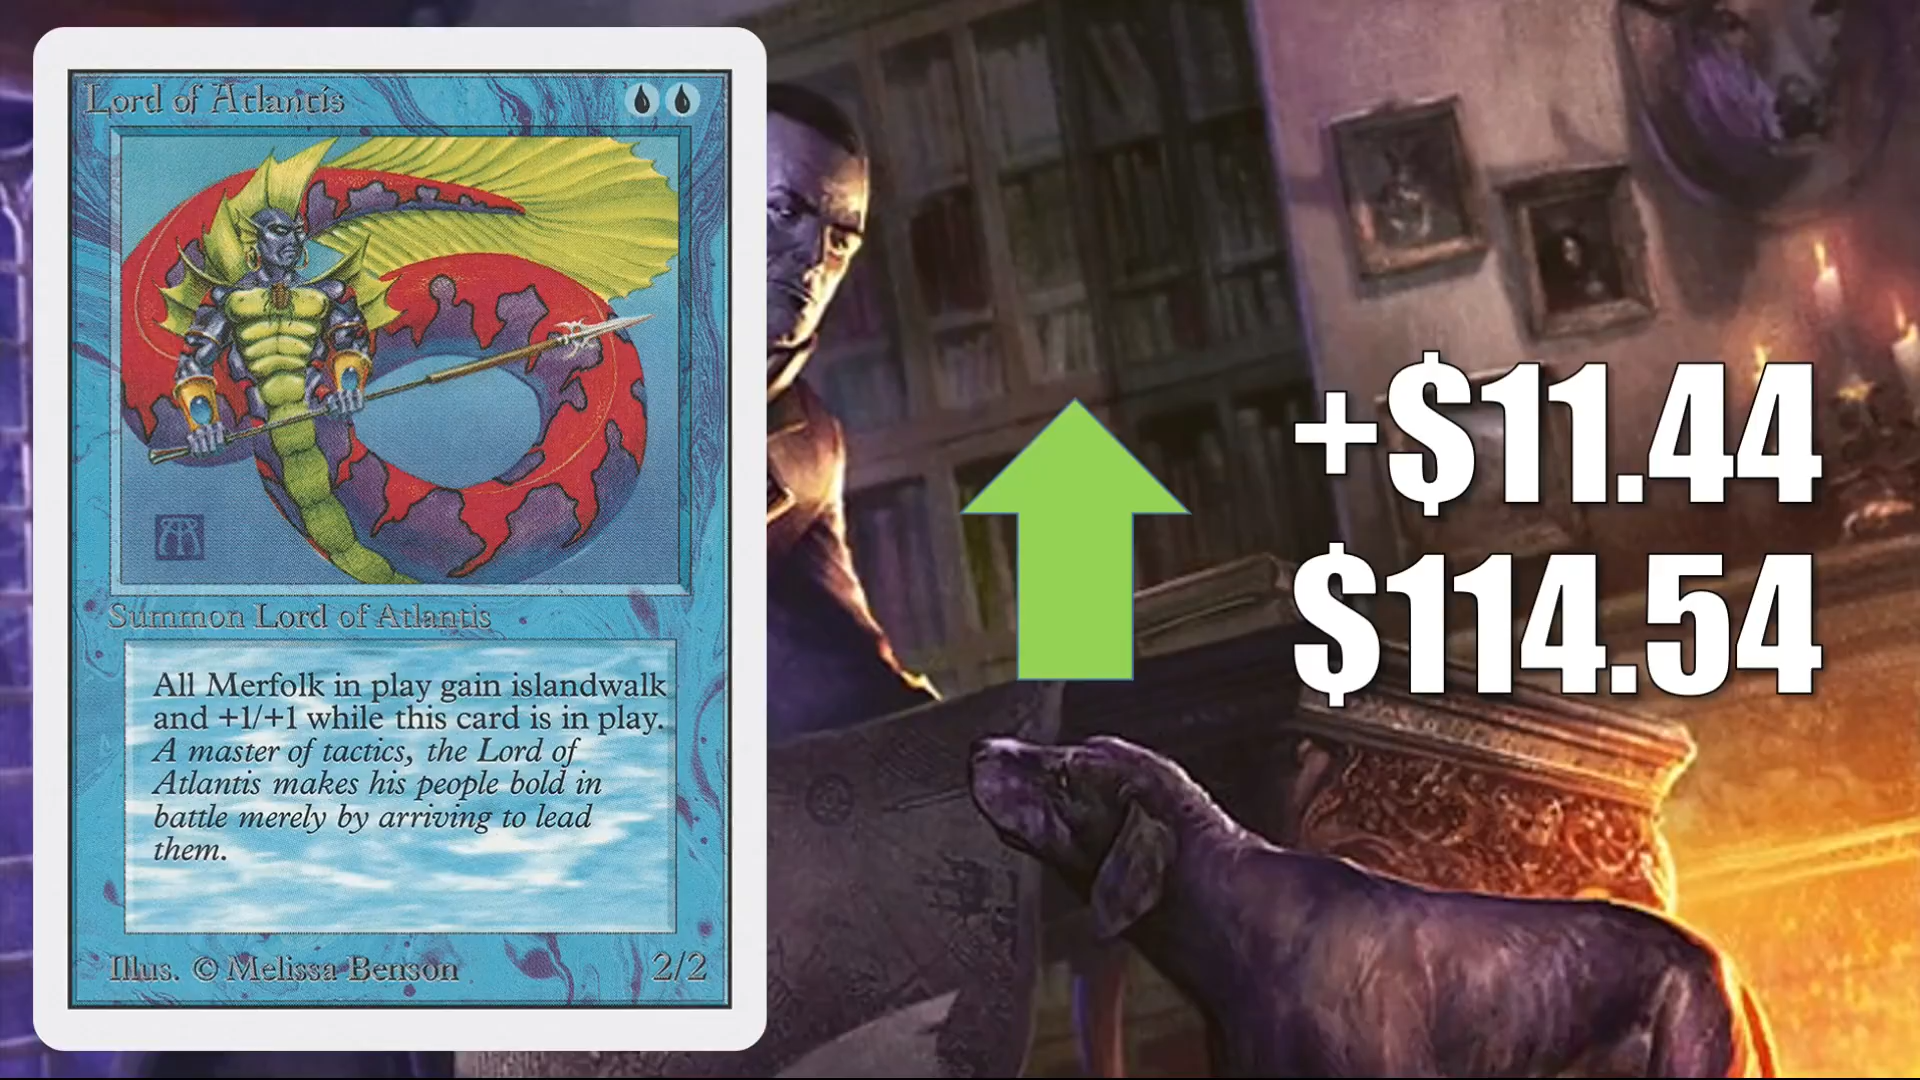 Lord of Atlantis
Summon Lord of Atlantis
All Merfolk in play gain islandwalk
and +1/+1 while this card is in play.
A master of tactics, the Lord of
Atlantis makes his people bold in
battle merely by arriving to lead
them.
Illus. © Melissa Benson
2/2
+$11.44
$114.54